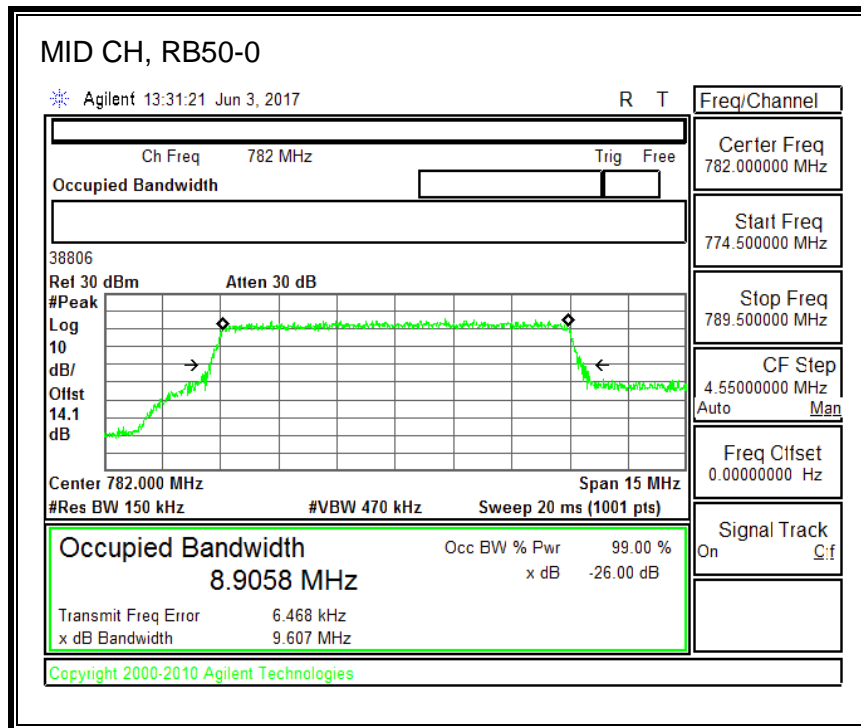 MID CH, RB50-0
Agilent 13:31:21 Jun 3, 2017 R T
Freq/Channel
Ch Freq 782 MHz Trig Free
Occupied Bandwidth
Center Freq
782.000000 MHz
Start Freq
774.500000 MHz
Stop Freq
789.500000 MHz
CF Step
4.55000000 MHz
Auto Man
Freq Offset
0.00000000 Hz
Signal Track
On Off
38806
Ref 30 dBm Atten 30 dB
#Peak
Log
10
dB/
Offst
14.1
dB
Center 782.000 MHz Span 15 MHz
#Res BW 150 kHz #VBW 470 kHz Sweep 20 ms (1001 pts)
Occupied Bandwidth Occ BW % Pwr 99.00 %
8.9058 MHz x dB -26.00 dB
Transmit Freq Error 6.468 kHz
x dB Bandwidth 9.607 MHz
Copyright 2000-2010 Agilent Technologies